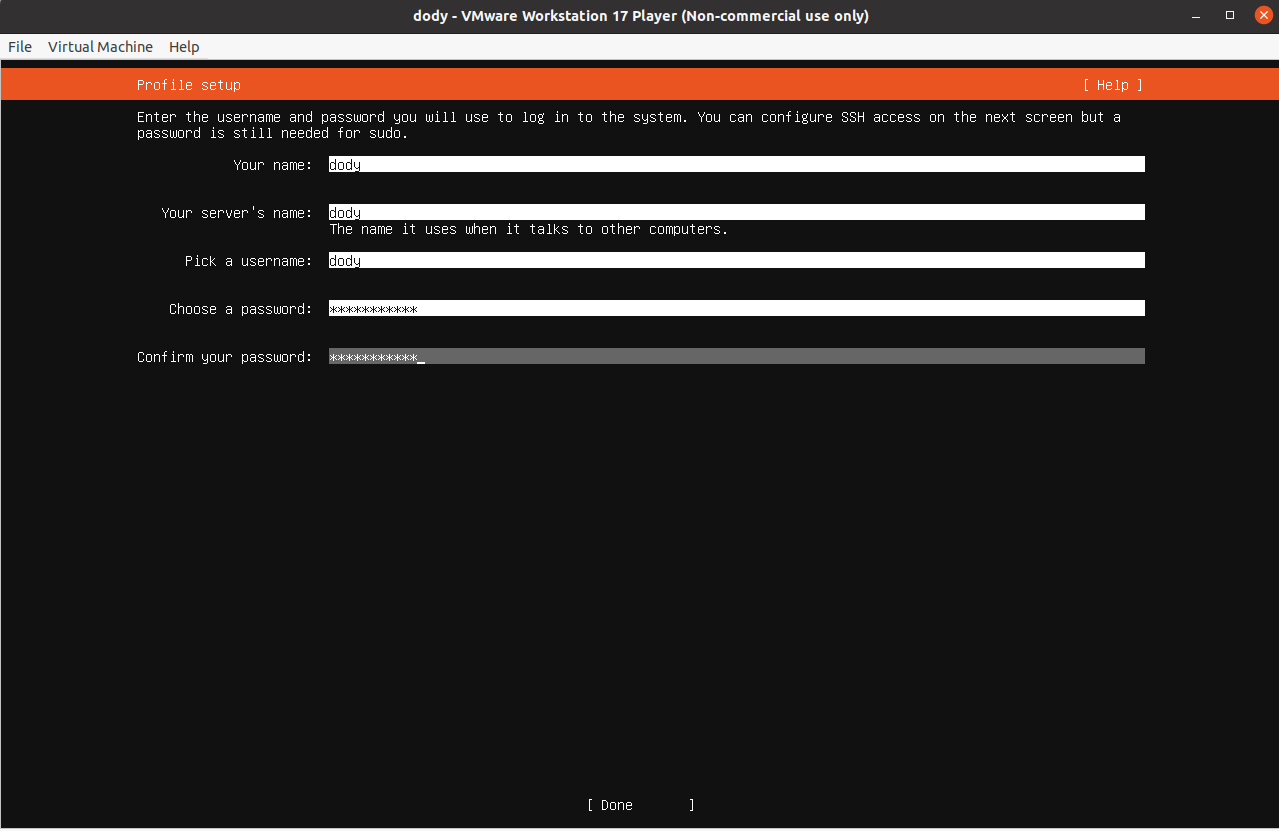 dody - VMware Workstation 17 Player (Non-commercial use only)
File Virtual Machine Help
Profile setup [ Help ]
Enter the username and password you will use to log in to the system. You can configure SSH access on the next screen but a
password is still needed for sudo.
Your name: dody
Your server's name: dody
The name it uses when it talks to other computers.
Pick a username: dody
Choose a password: ***********
Confirm your password: ***********_
[ Done ]